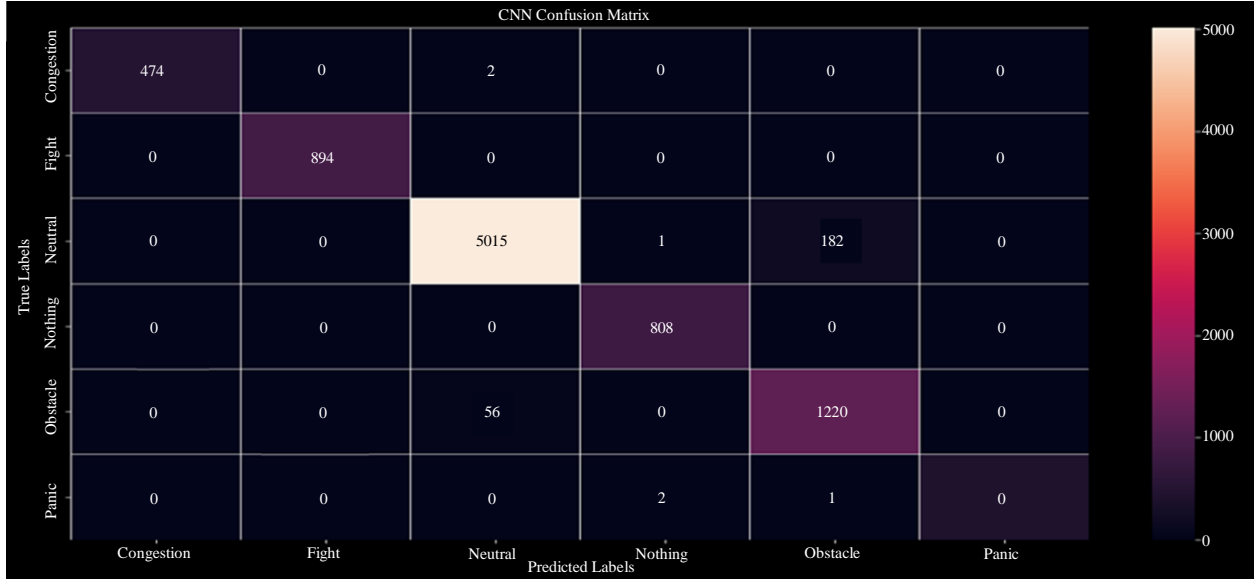 CNN Confusion Matrix
Congestion 474 0 2 0 0 0
Fight 0 894 0 0 0 0
Neutral 0 0 5015 1 182 0
Nothing 0 0 0 808 0 0
Obstacle 0 0 56 0 1220 0
Panic 0 0 0 2 1 0
True Labels
Congestion Fight Neutral Nothing Obstacle Panic
Predicted Labels
5000
4000
3000
2000
1000
0